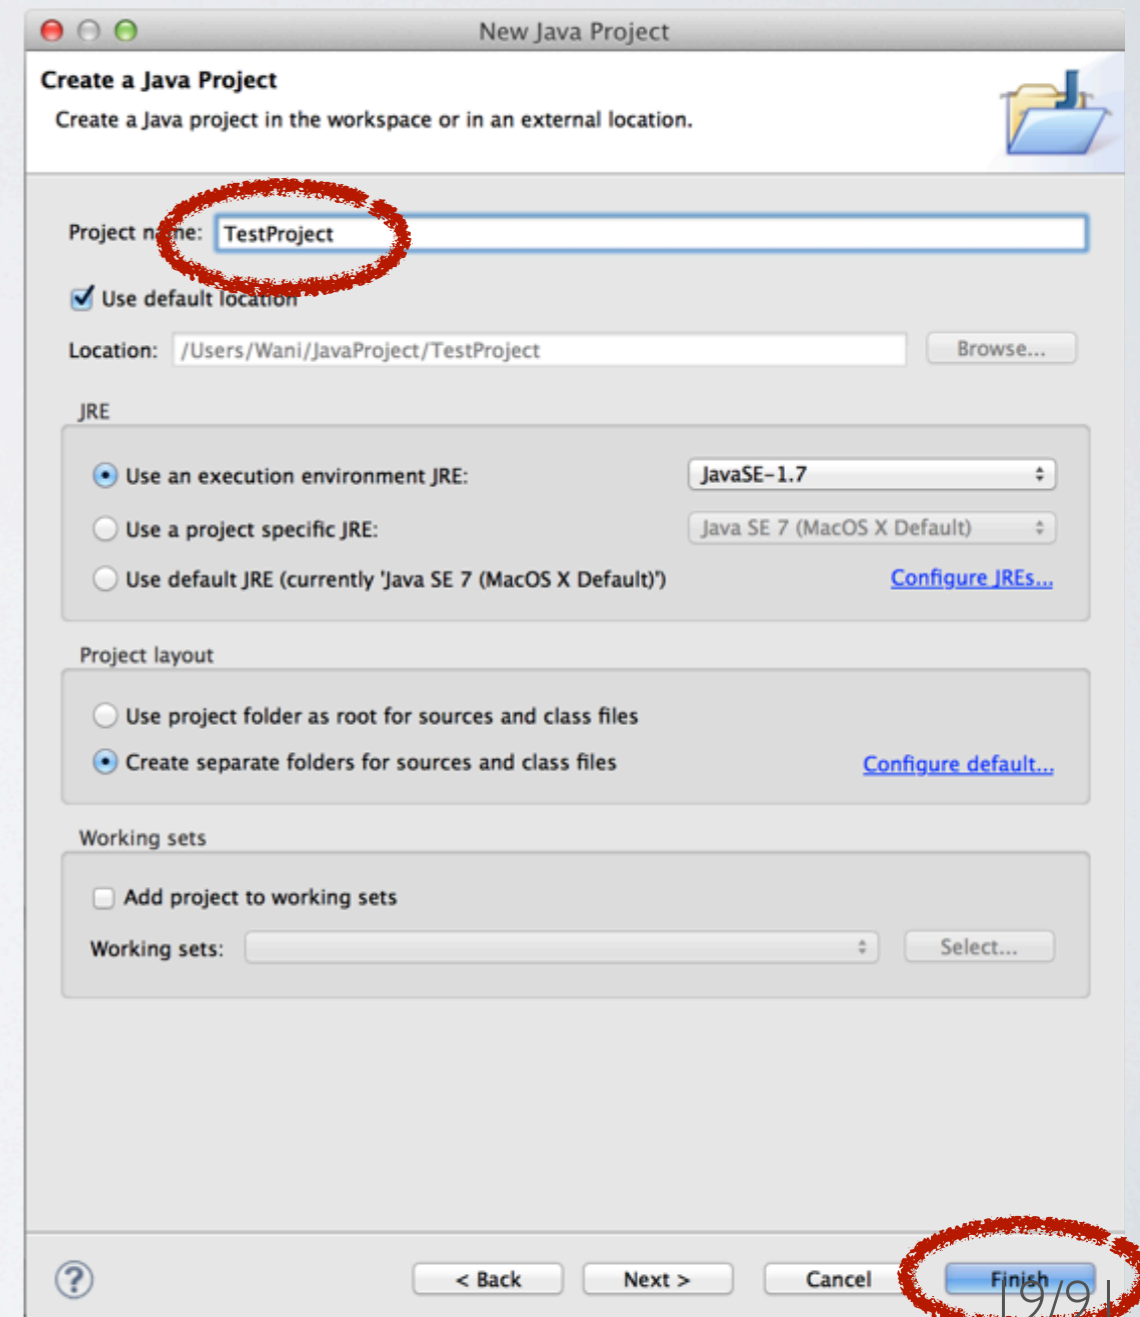 New Java Project
Create a Java Project
Create a Java project in the workspace or in an external location.
Project name: TestProject
Use default location
Location: /Users/Wani/JavaProject/TestProject Browse...
JRE
Use an execution environment JRE: JavaSE-1.7
Use a project specific JRE: Java SE 7 (MacOS X Default)
Use default JRE (currently 'Java SE 7 (MacOS X Default)') Configure JREs...
Project layout
Use project folder as root for sources and class files
Create separate folders for sources and class files Configure default...
Working sets
Add project to working sets
Working sets: Select...
? < Back Next > Cancel Finish